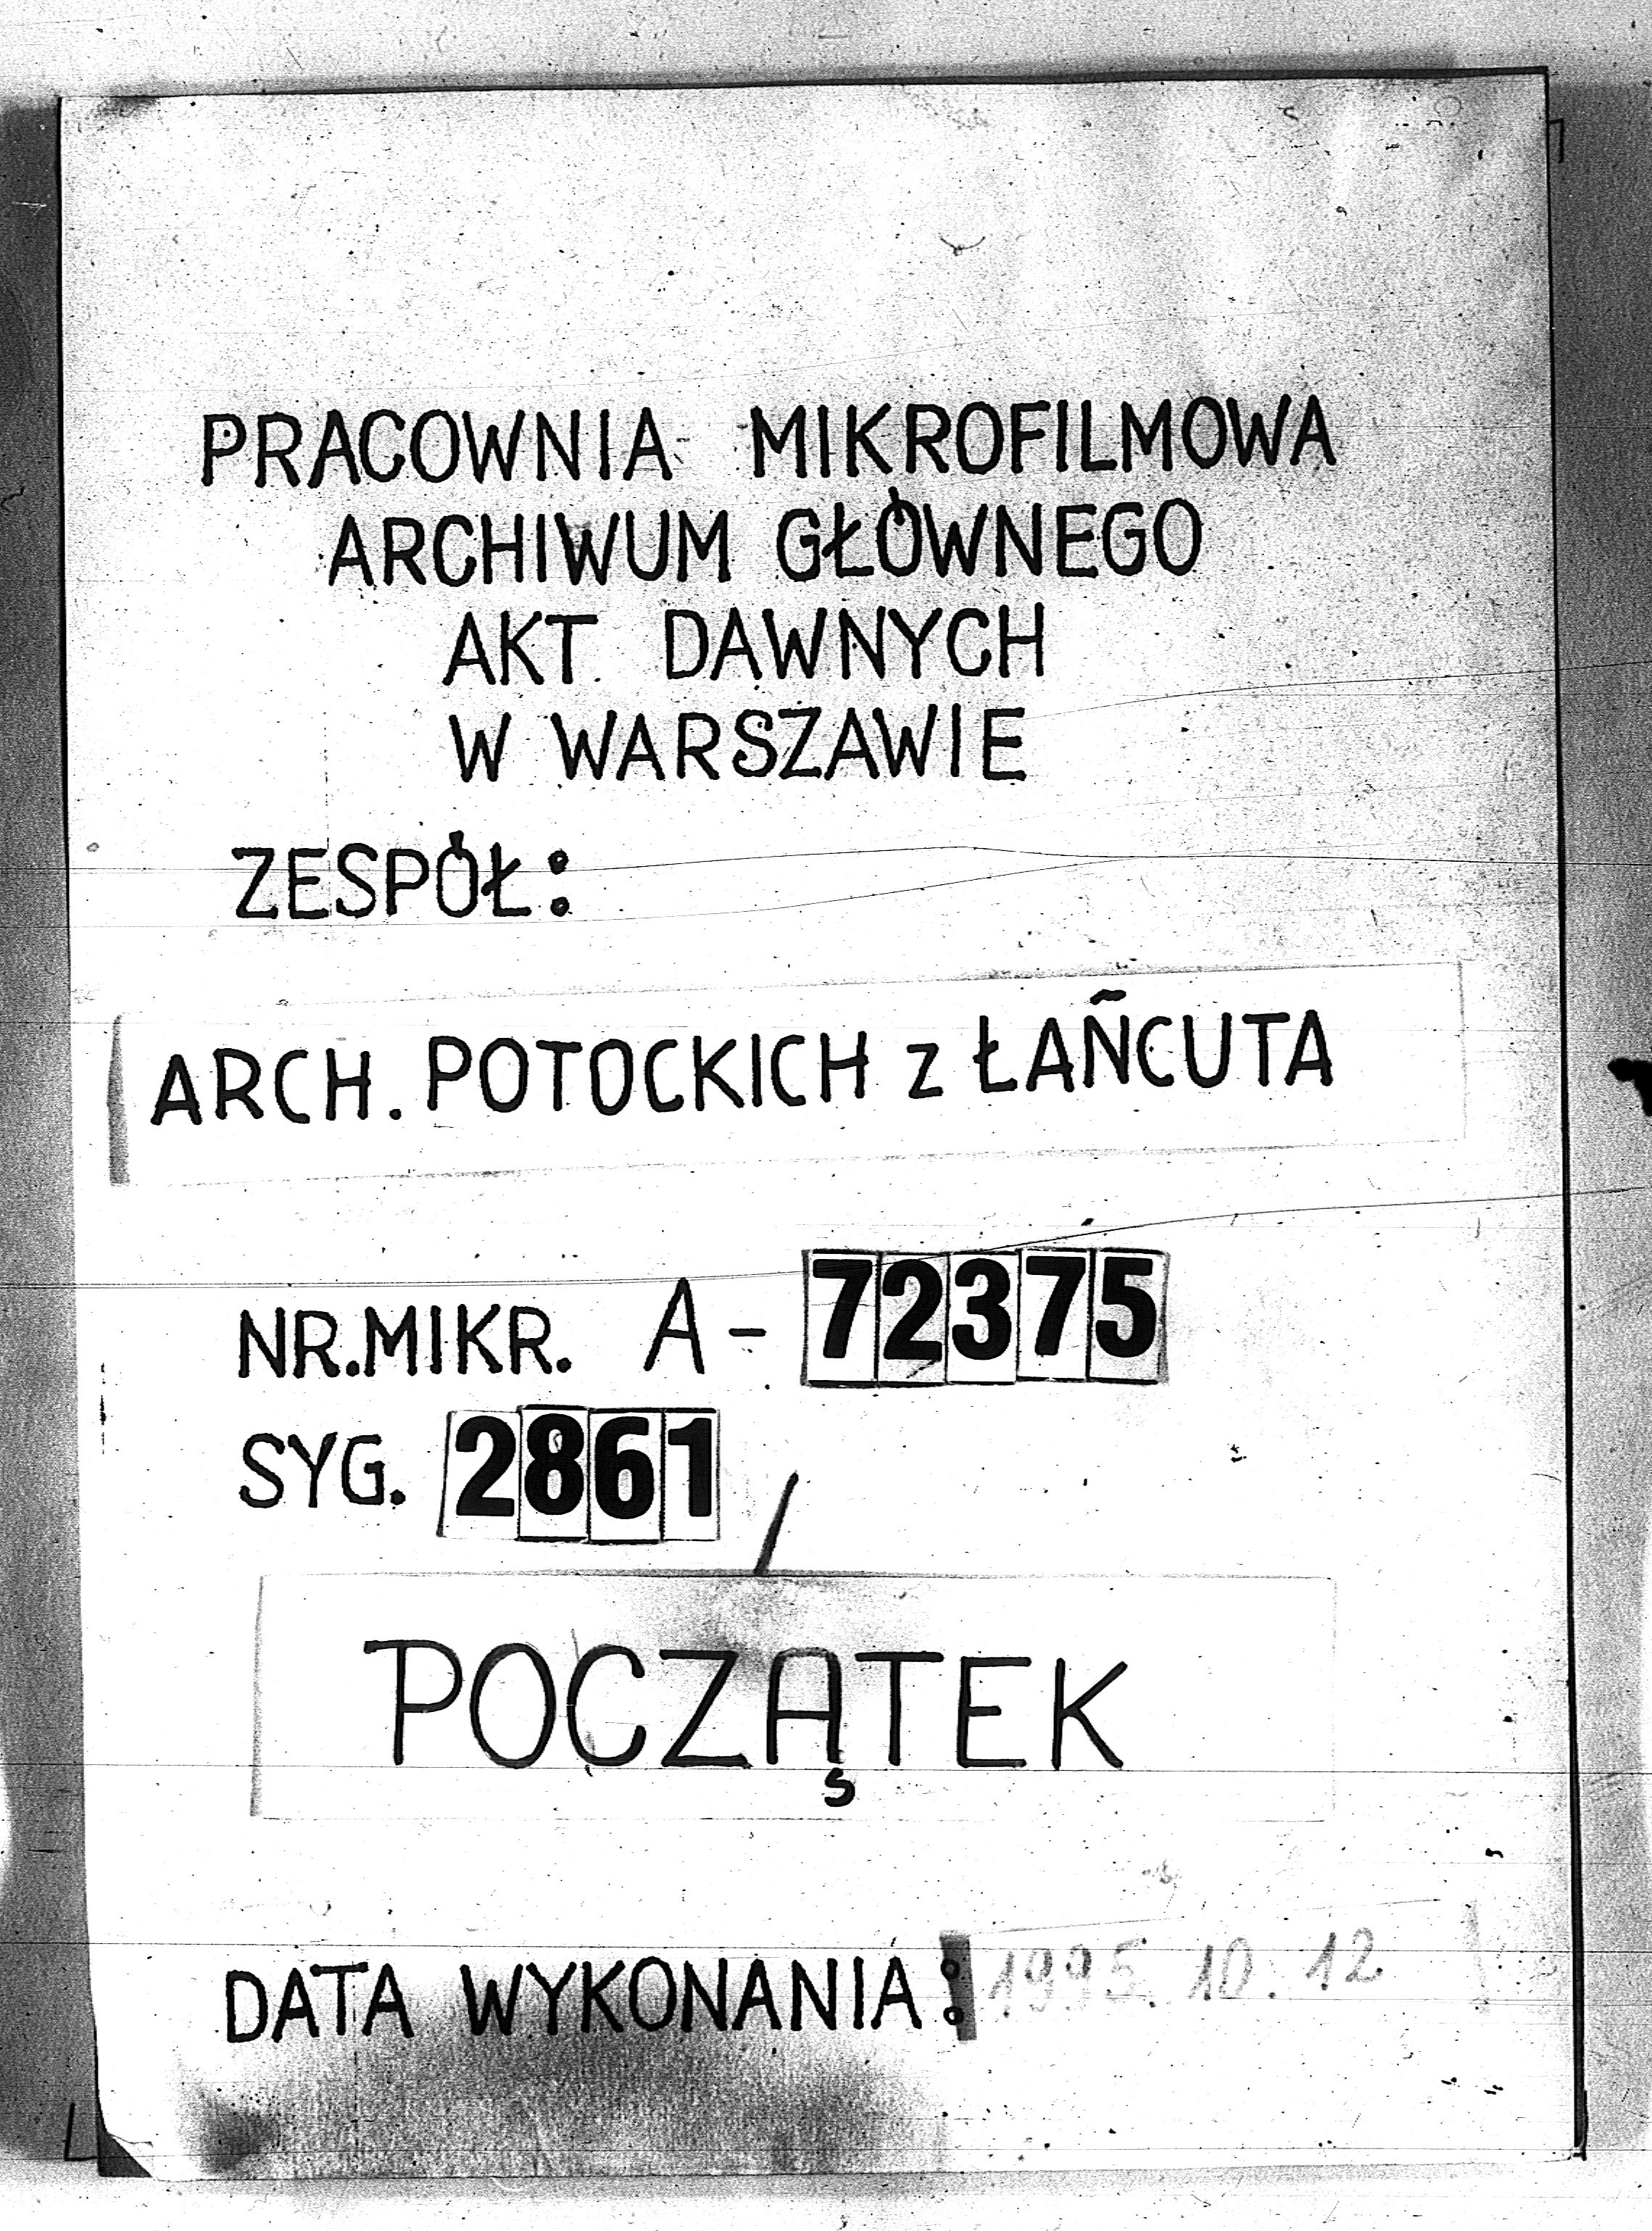 PRACOWNIA MIKROFILMOWA
ARCHIWUM GŁÓWNEGO
AKT DAWNYCH
W WARSZAWIE
ZESPÓŁ:
ARCH. POTOCKICH z ŁAŃCUTA
NR. MIKR. A-72375
SYG. 2861 /
POCZĄTEK
DATA WYKONANIA: 1995. 10. 12